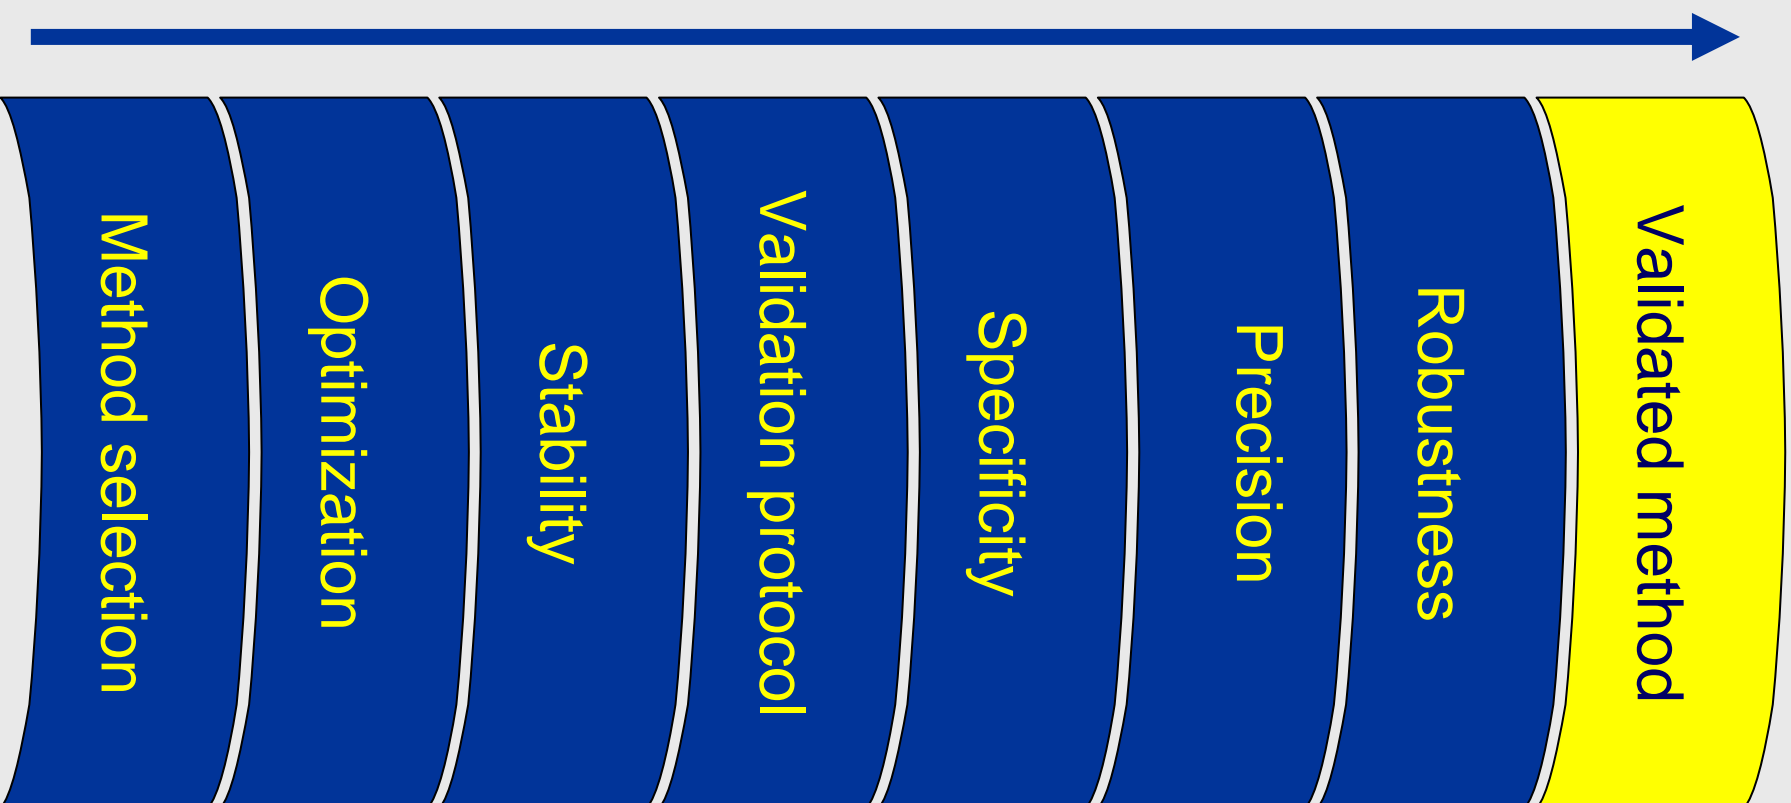 Method selection
Optimization
Stability
Validation protocol
Specificity
Precision
Robustness
Validated method